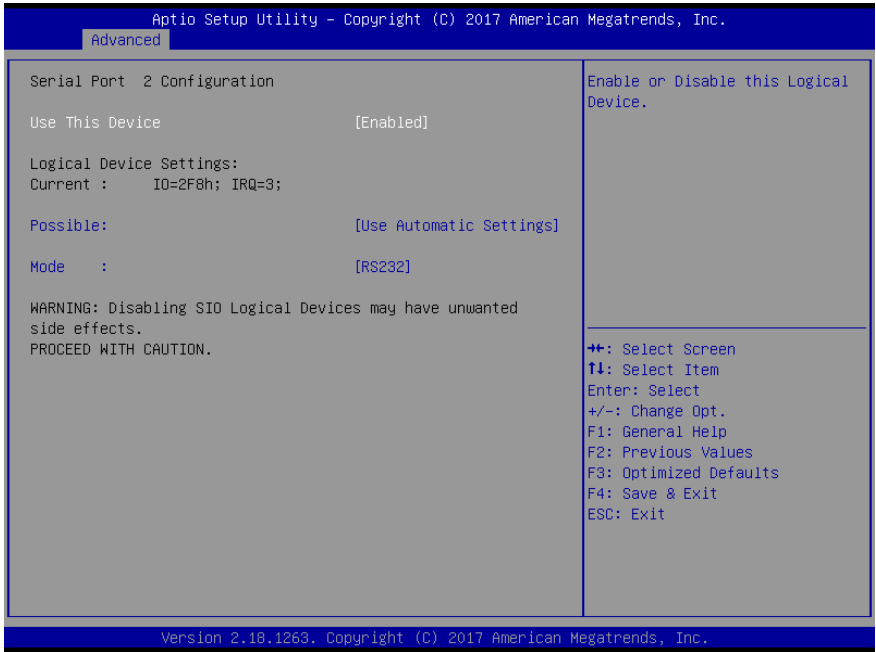 Aptio Setup Utility – Copyright (C) 2017 American Megatrends, Inc.
Advanced
Serial Port 2 Configuration
Use This Device [Enabled]
Logical Device Settings:
Current : IO=2F8h; IRQ=3;
Possible: [Use Automatic Settings]
Mode : [RS232]
WARNING: Disabling SIO Logical Devices may have unwanted
side effects.
PROCEED WITH CAUTION.
Enable or Disable this Logical
Device.
→←: Select Screen
↑↓: Select Item
Enter: Select
+/-: Change Opt.
F1: General Help
F2: Previous Values
F3: Optimized Defaults
F4: Save & Exit
ESC: Exit
Version 2.18.1263. Copyright (C) 2017 American Megatrends, Inc.